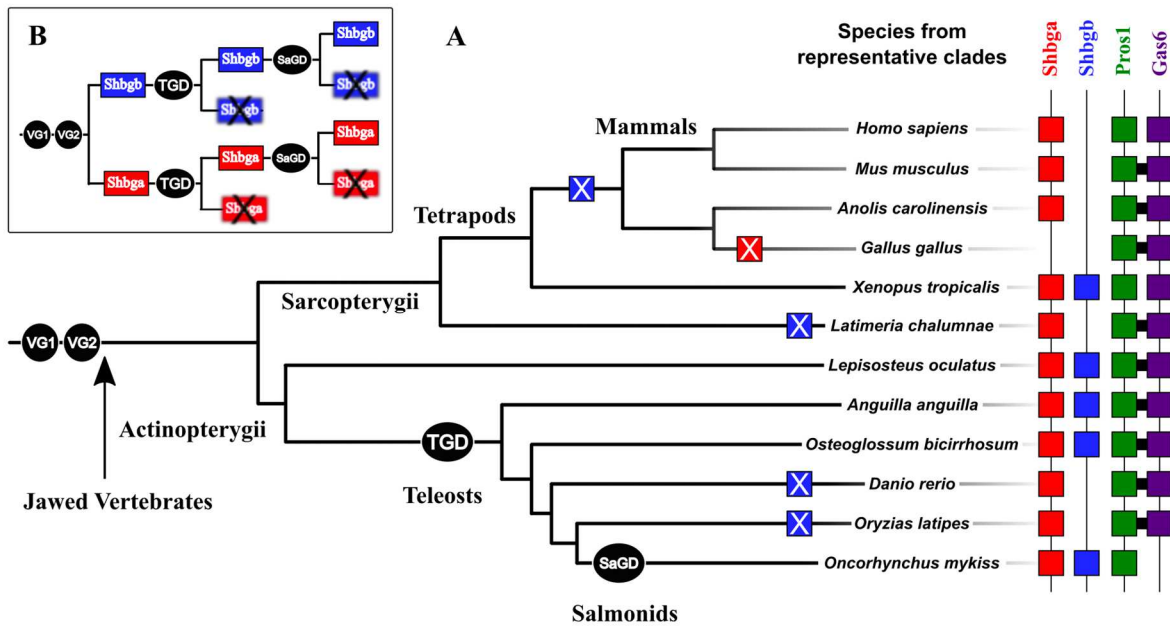 B
Shbgb
Shbgb
SaGD
Shbgb
TGD
Shbgb
Shbgb
VG1
VG2
Shbga
Shbga
TGD
Shbga
SaGD
Shbga
Shbga
A
Species from
representative clades
Shbga
Shbgb
Pros1
Gas6
Mammals
Homo sapiens
Mus musculus
X
Tetrapods
Anolis carolinensis
X
Gallus gallus
Sarcopterygii
Xenopus tropicalis
X
Latimeria chalumnae
VG1
VG2
Lepisosteus oculatus
Actinopterygii
Anguilla anguilla
TGD
Osteoglossum bicirrhosum
Teleosts
X
Danio rerio
Jawed Vertebrates
X
Oryzias latipes
SaGD
Oncorhynchus mykiss
Salmonids